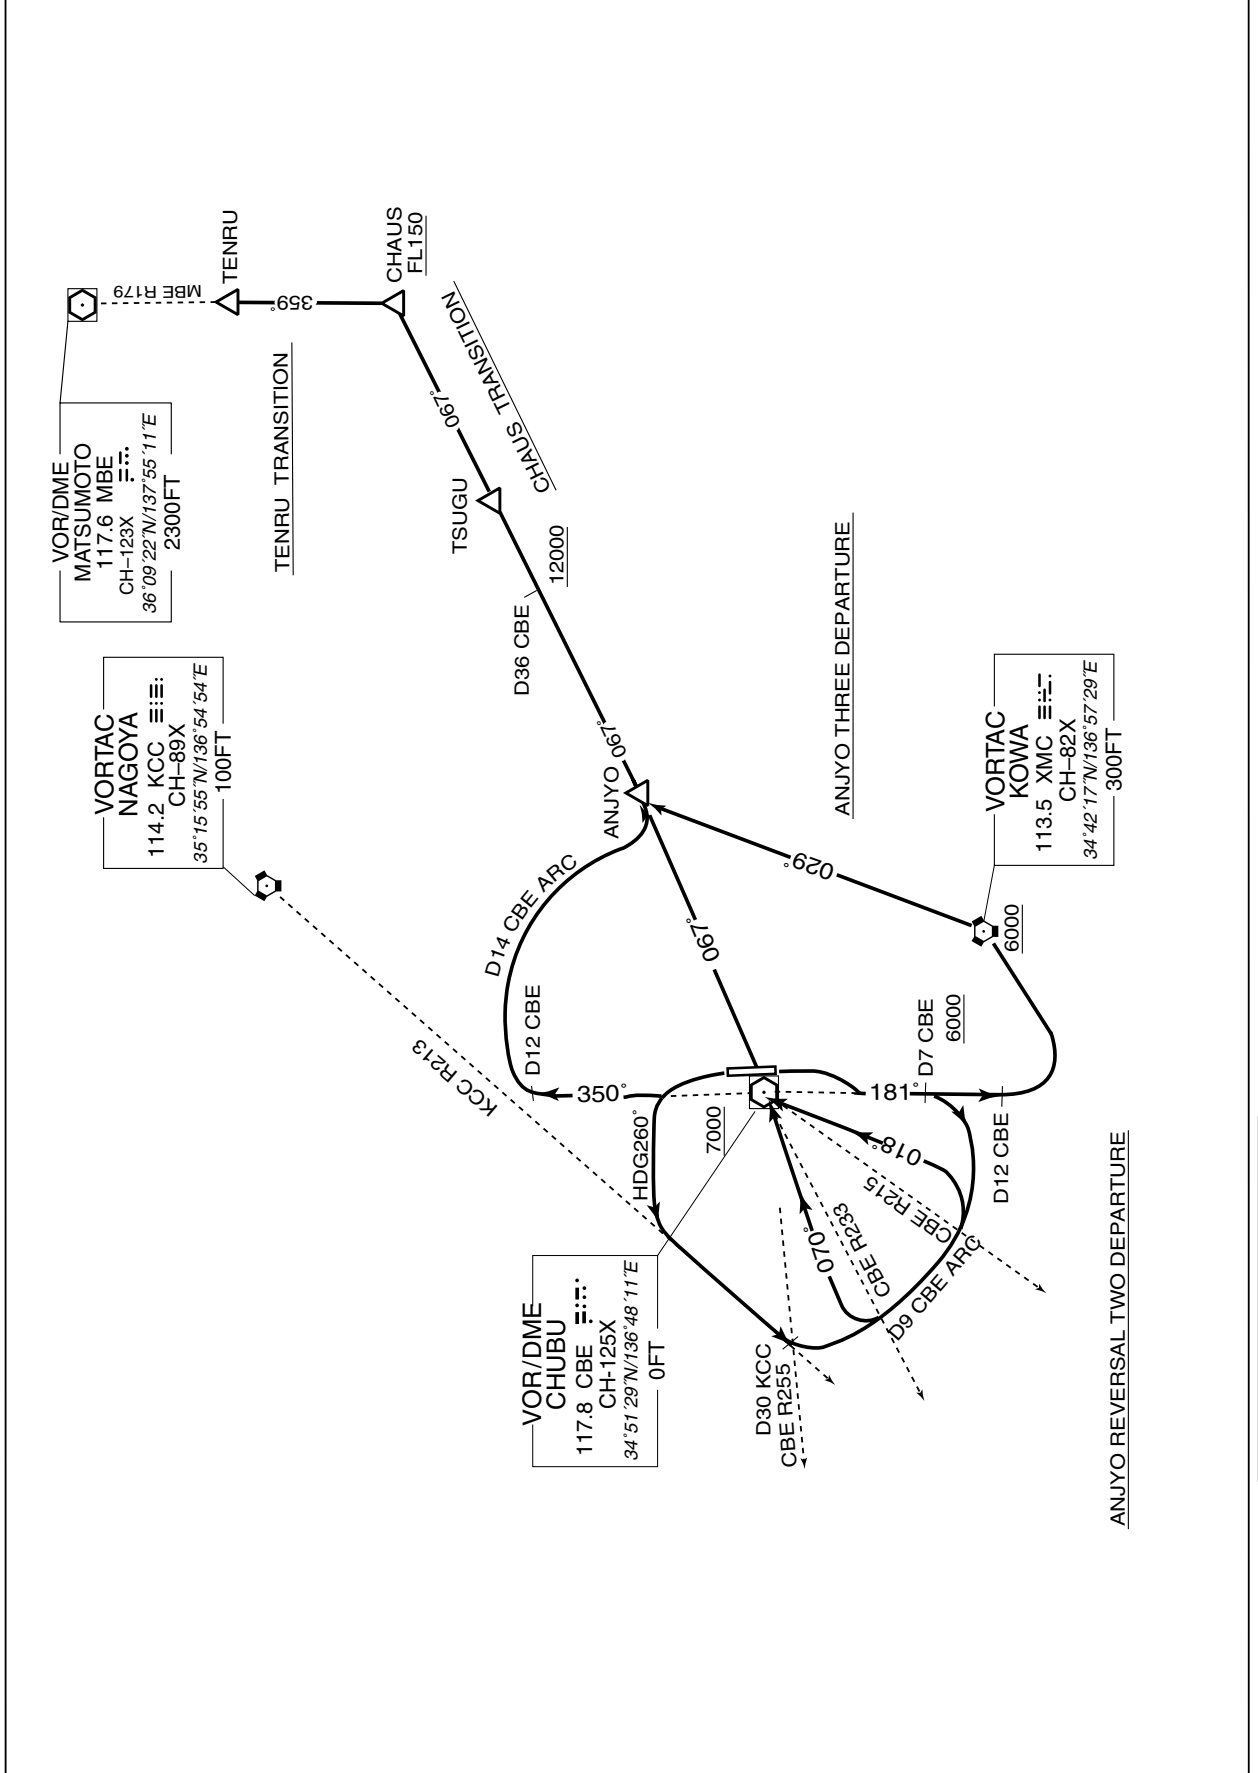 VOR/DME
MATSUMOTO
117.6 MBE
CH–123X
36°09′22″N/137°55′11″E
2300FT
MBE R179
TENRU
359°
CHAUS
FL150
TENRU TRANSITION
CHAUS TRANSITION
067°
TSUGU
D36 CBE
12000
067°
VORTAC
NAGOYA
114.2 KCC
CH–89X
35°15′55″N/136°54′54″E
100FT
ANJYO
D14 CBE ARC
067°
029°
ANJYO THREE DEPARTURE
VORTAC
KOWA
113.5 XMC
CH–82X
34°42′17″N/136°57′29″E
300FT
6000
D12 CBE
350°
KCC R213
HDG260°
7000
181°
D7 CBE
6000
D12 CBE
018°
CBE R215
CBE R233
070°
D9 CBE ARC
D30 KCC
CBE R255
VOR/DME
CHUBU
117.8 CBE
CH-125X
34°51′29″N/136°48′11″E
0FT
ANJYO REVERSAL TWO DEPARTURE